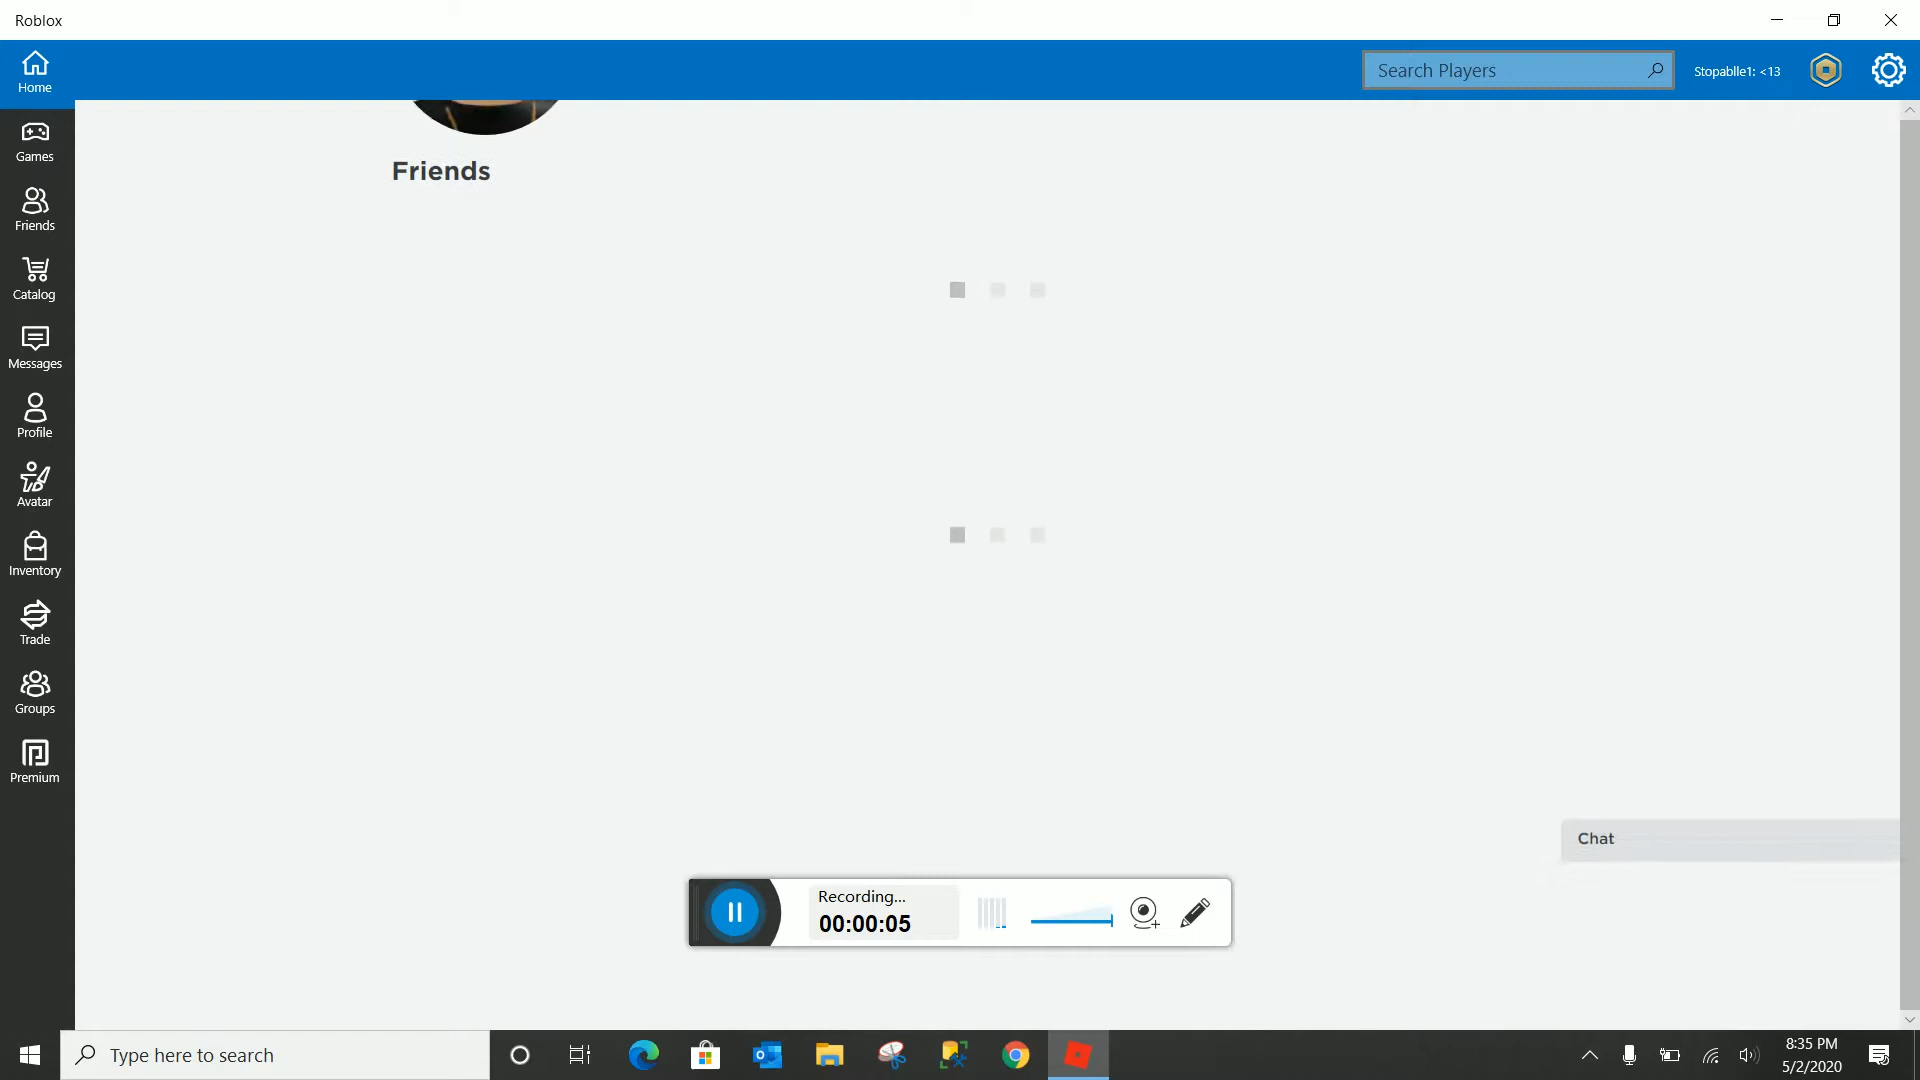 Roblox
Home
Search Players
Stopablle1: <13
Games
Friends
Friends
Catalog
Messages
Profile
Avatar
Inventory
Trade
Groups
Premium
Chat
Recording...
00:00:05
Type here to search
8:35 PM
5/2/2020